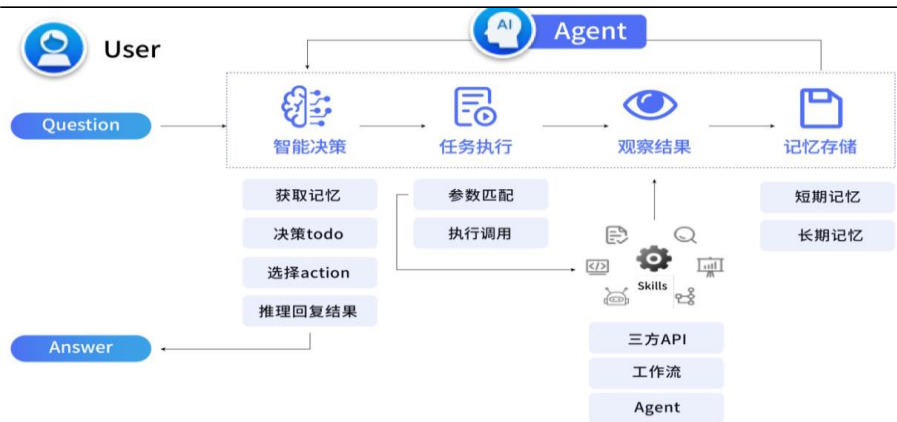 AI
Agent
User
Question
智能决策
任务执行
观察结果
记忆存储
获取记忆
决策todo
选择action
推理回复结果
参数匹配
执行调用
短期记忆
长期记忆
</>
Skills
三方API
工作流
Agent
Answer